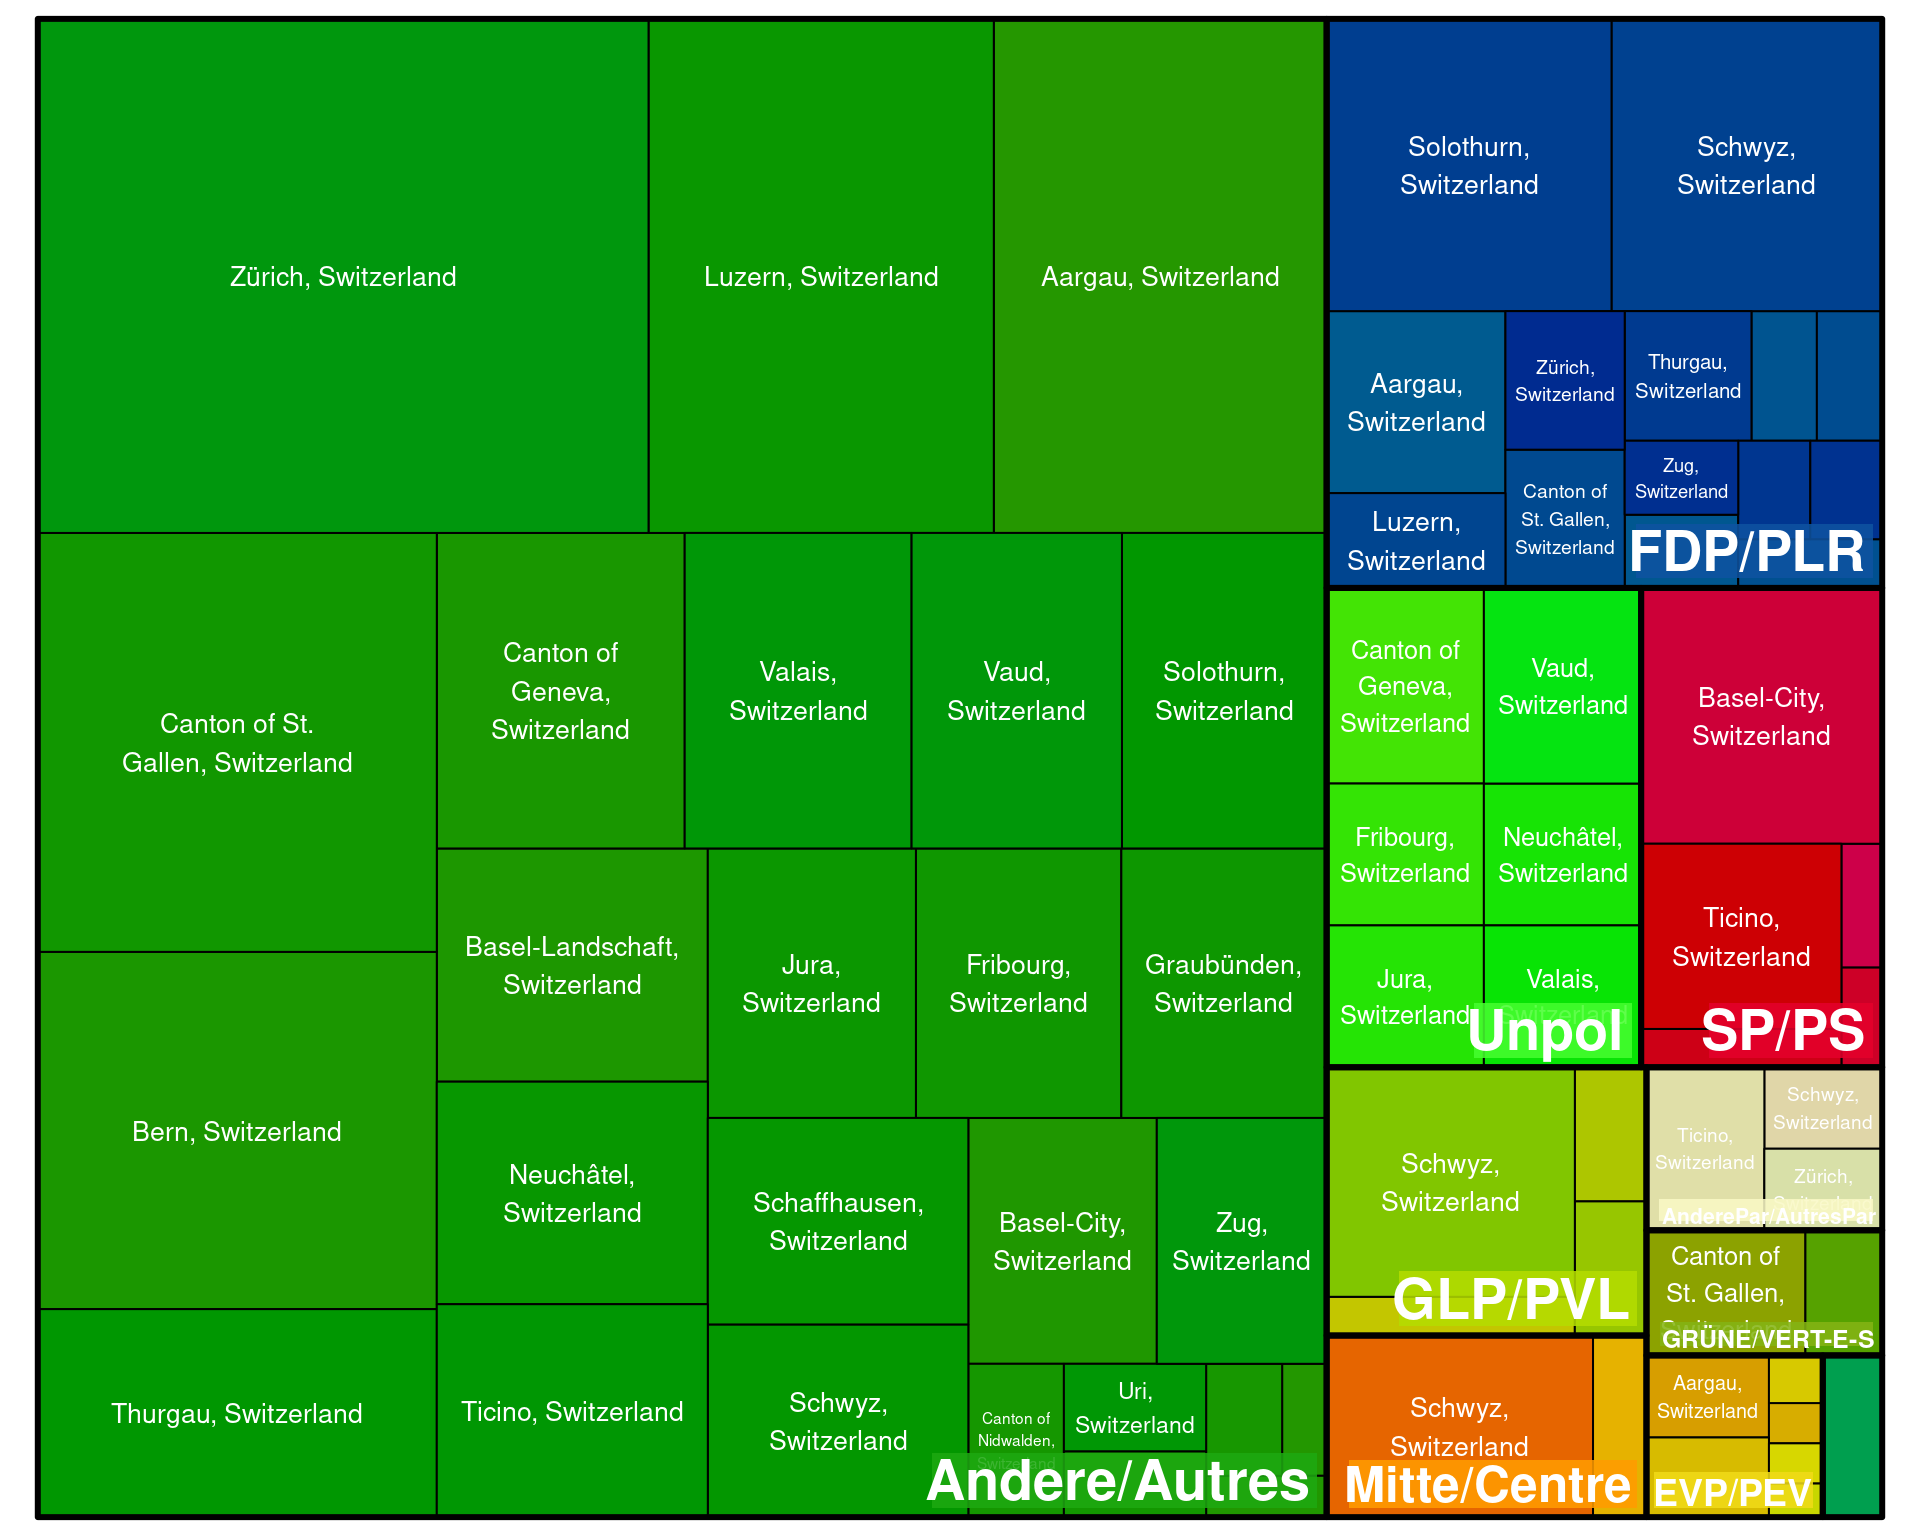 Zürich, Switzerland
Luzern, Switzerland
Aargau, Switzerland
Canton of St.
Gallen, Switzerland
Canton of
Geneva,
Switzerland
Valais,
Switzerland
Vaud,
Switzerland
Solothurn,
Switzerland
Bern, Switzerland
Basel-Landschaft,
Switzerland
Jura,
Switzerland
Fribourg,
Switzerland
Graubünden,
Switzerland
Neuchâtel,
Switzerland
Schaffhausen,
Switzerland
Basel-City,
Switzerland
Zug,
Switzerland
Thurgau, Switzerland
Ticino, Switzerland
Schwyz,
Switzerland
Canton of
Nidwalden,
Switzerland
Uri,
Switzerland
Andere/Autres
Solothurn,
Switzerland
Schwyz,
Switzerland
Aargau,
Switzerland
Zürich,
Switzerland
Thurgau,
Switzerland
Luzern,
Switzerland
Canton of
St. Gallen,
Switzerland
Zug,
Switzerland
FDP/PLR
Canton of
Geneva,
Switzerland
Vaud,
Switzerland
Fribourg,
Switzerland
Neuchâtel,
Switzerland
Jura,
Switzerland
Valais,
Switzerland
Unpol
Basel-City,
Switzerland
Ticino,
Switzerland
SP/PS
Schwyz,
Switzerland
GLP/PVL
Ticino,
Switzerland
Schwyz,
Switzerland
Zürich,
Switzerland
AnderePar/AutresPar
Canton of
St. Gallen,
Switzerland
GRÜNE/VERT-E-S
Schwyz,
Switzerland
Mitte/Centre
Aargau,
Switzerland
EVP/PEV